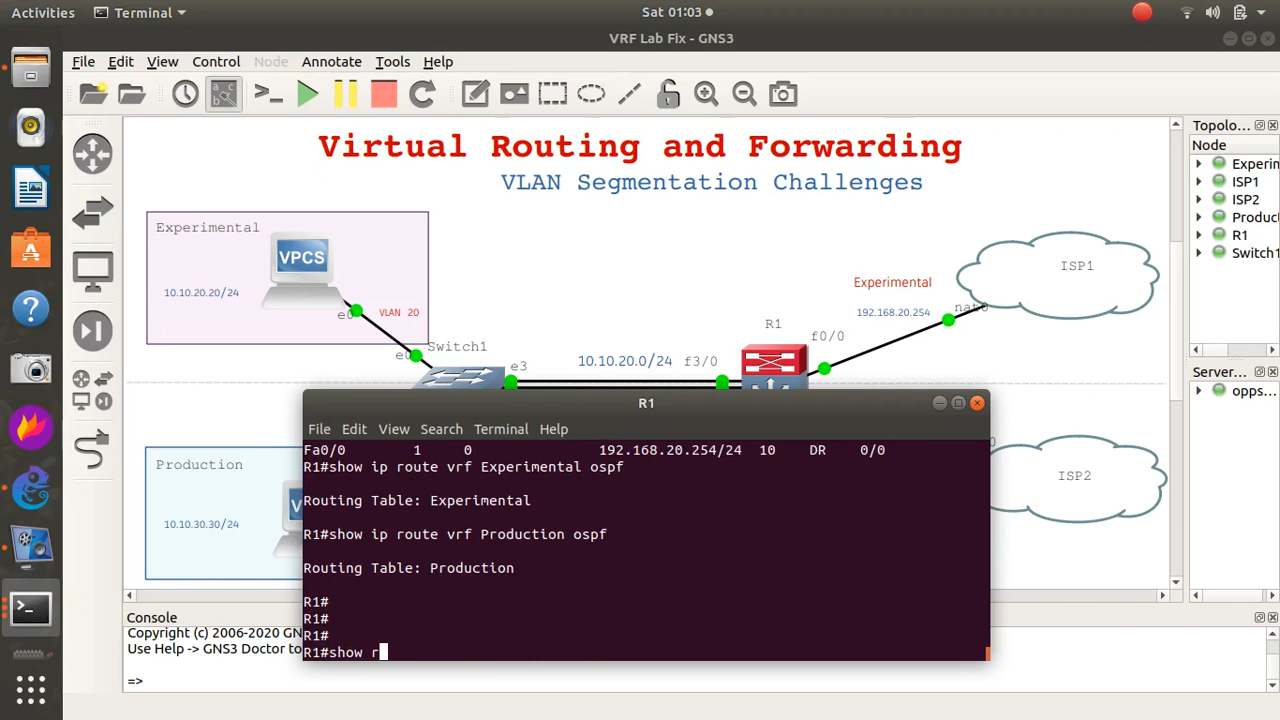 Activities Terminal Sat 01:03
VRF Lab Fix - GNS3
File Edit View Control Node Annotate Tools Help
Virtual Routing and Forwarding
VLAN Segmentation Challenges
Experimental
VPCS
10.10.20.20/24
e0
VLAN 20
Switch1
e3
10.10.20.0/24
f3/0
R1
f0/0
Experimental
192.168.20.254
nat0
ISP1
Topolo...
Node
ISP1
ISP2
R1
Switch1
Server...
opps...
Production
10.10.30.30/24
ISP2
R1
File Edit View Search Terminal Help
Fa0/0 1 0 192.168.20.254/24 10 DR 0/0
R1#show ip route vrf Experimental ospf
Routing Table: Experimental
R1#show ip route vrf Production ospf
Routing Table: Production
R1#
R1#
R1#
R1#show r
Console
Copyright (c) 2006-2020
Use Help -> GNS3 Doctor to
=>